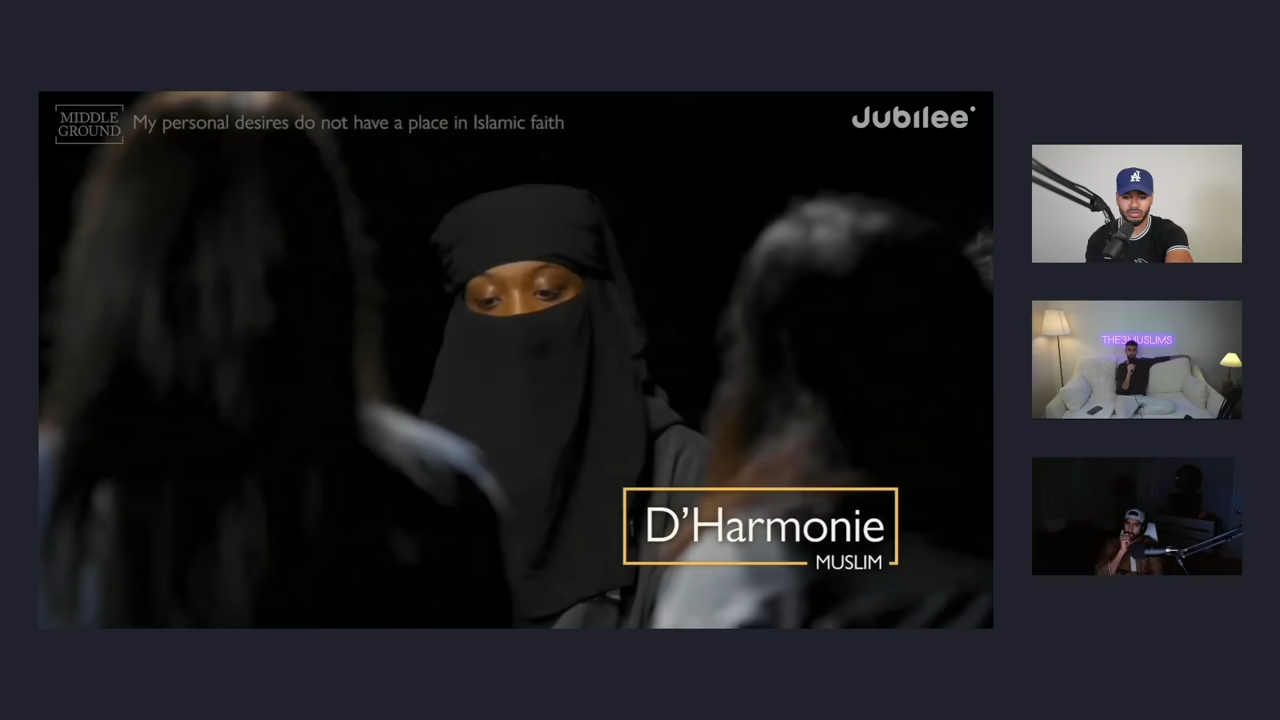 MIDDLE
GROUND
My personal desires do not have a place in Islamic faith
Jubilee
D'Harmonie
MUSLIM
THE3MUSLIMS